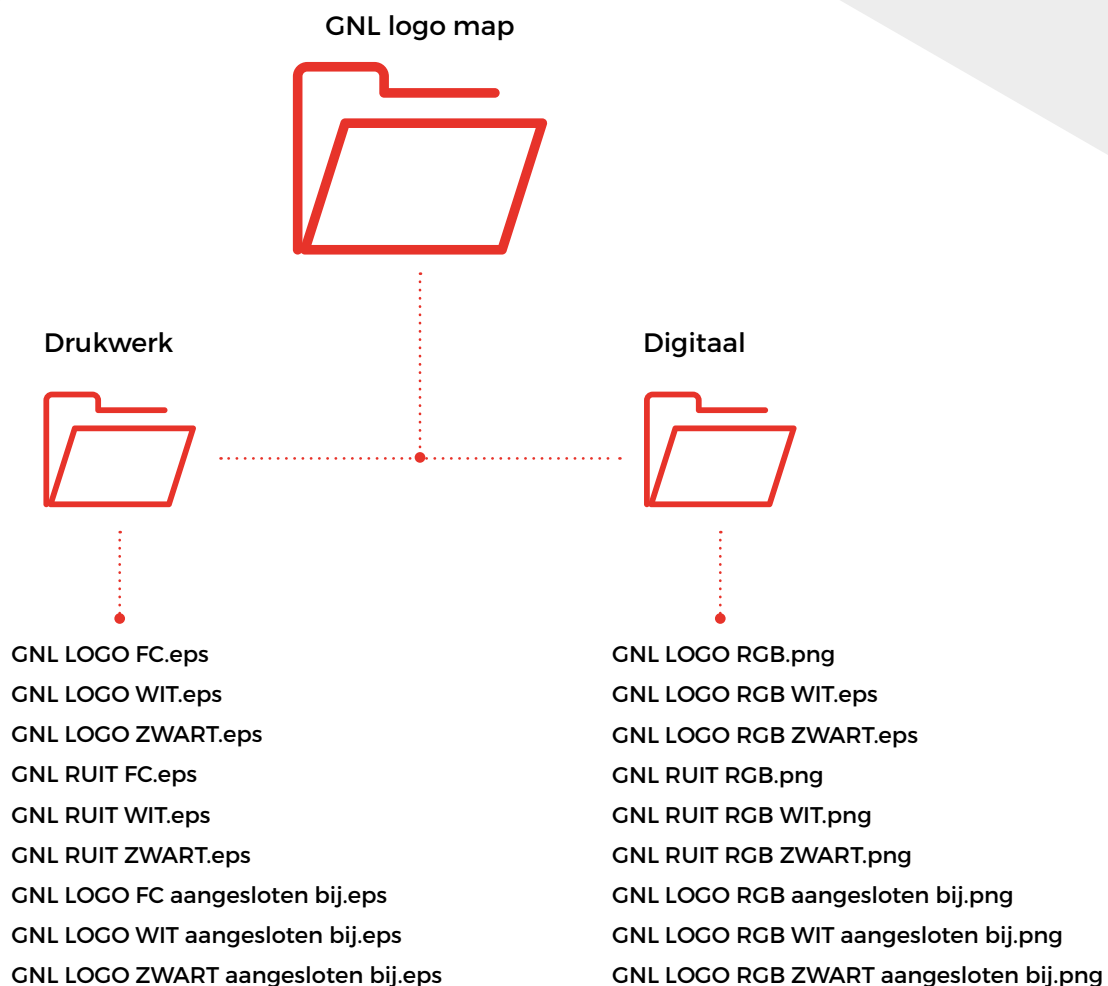 GNL logo map
Drukwerk
Digitaal
GNL LOGO FC.eps
GNL LOGO WIT.eps
GNL LOGO ZWART.eps
GNL RUIT FC.eps
GNL RUIT WIT.eps
GNL RUIT ZWART.eps
GNL LOGO FC aangesloten bij.eps
GNL LOGO WIT aangesloten bij.eps
GNL LOGO ZWART aangesloten bij.eps
GNL LOGO RGB.png
GNL LOGO RGB WIT.eps
GNL LOGO RGB ZWART.eps
GNL RUIT RGB.png
GNL RUIT RGB WIT.png
GNL RUIT RGB ZWART.png
GNL LOGO RGB aangesloten bij.png
GNL LOGO RGB WIT aangesloten bij.png
GNL LOGO RGB ZWART aangesloten bij.png